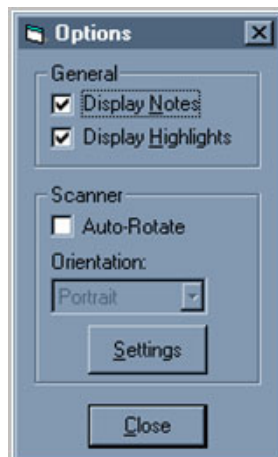 Options
General
Display Notes
Display Highlights
Scanner
Auto-Rotate
Orientation:
Portrait
Settings
Close